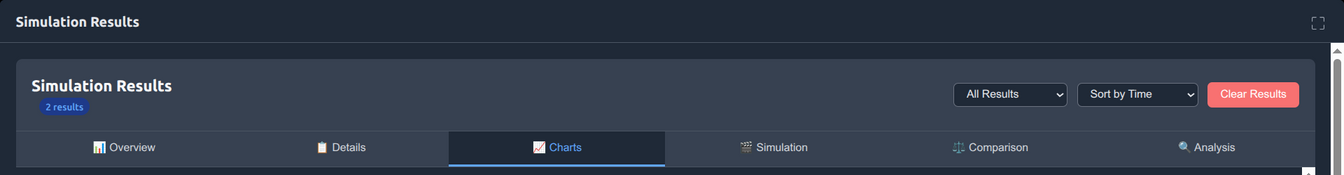 Simulation Results
Simulation Results
2 results
All Results
Sort by Time
Clear Results
Overview
Details
Charts
Simulation
Comparison
Analysis